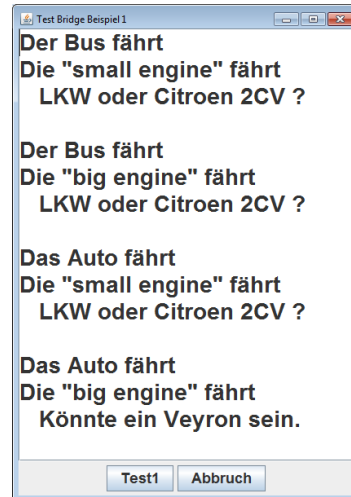 Test Bridge Beispiel 1
Der Bus fährt
Die "small engine" fährt
LKW oder Citroen 2CV ?
Der Bus fährt
Die "big engine" fährt
LKW oder Citroen 2CV ?
Das Auto fährt
Die "small engine" fährt
LKW oder Citroen 2CV ?
Das Auto fährt
Die "big engine" fährt
Könnte ein Veyron sein.
Test1 Abbruch